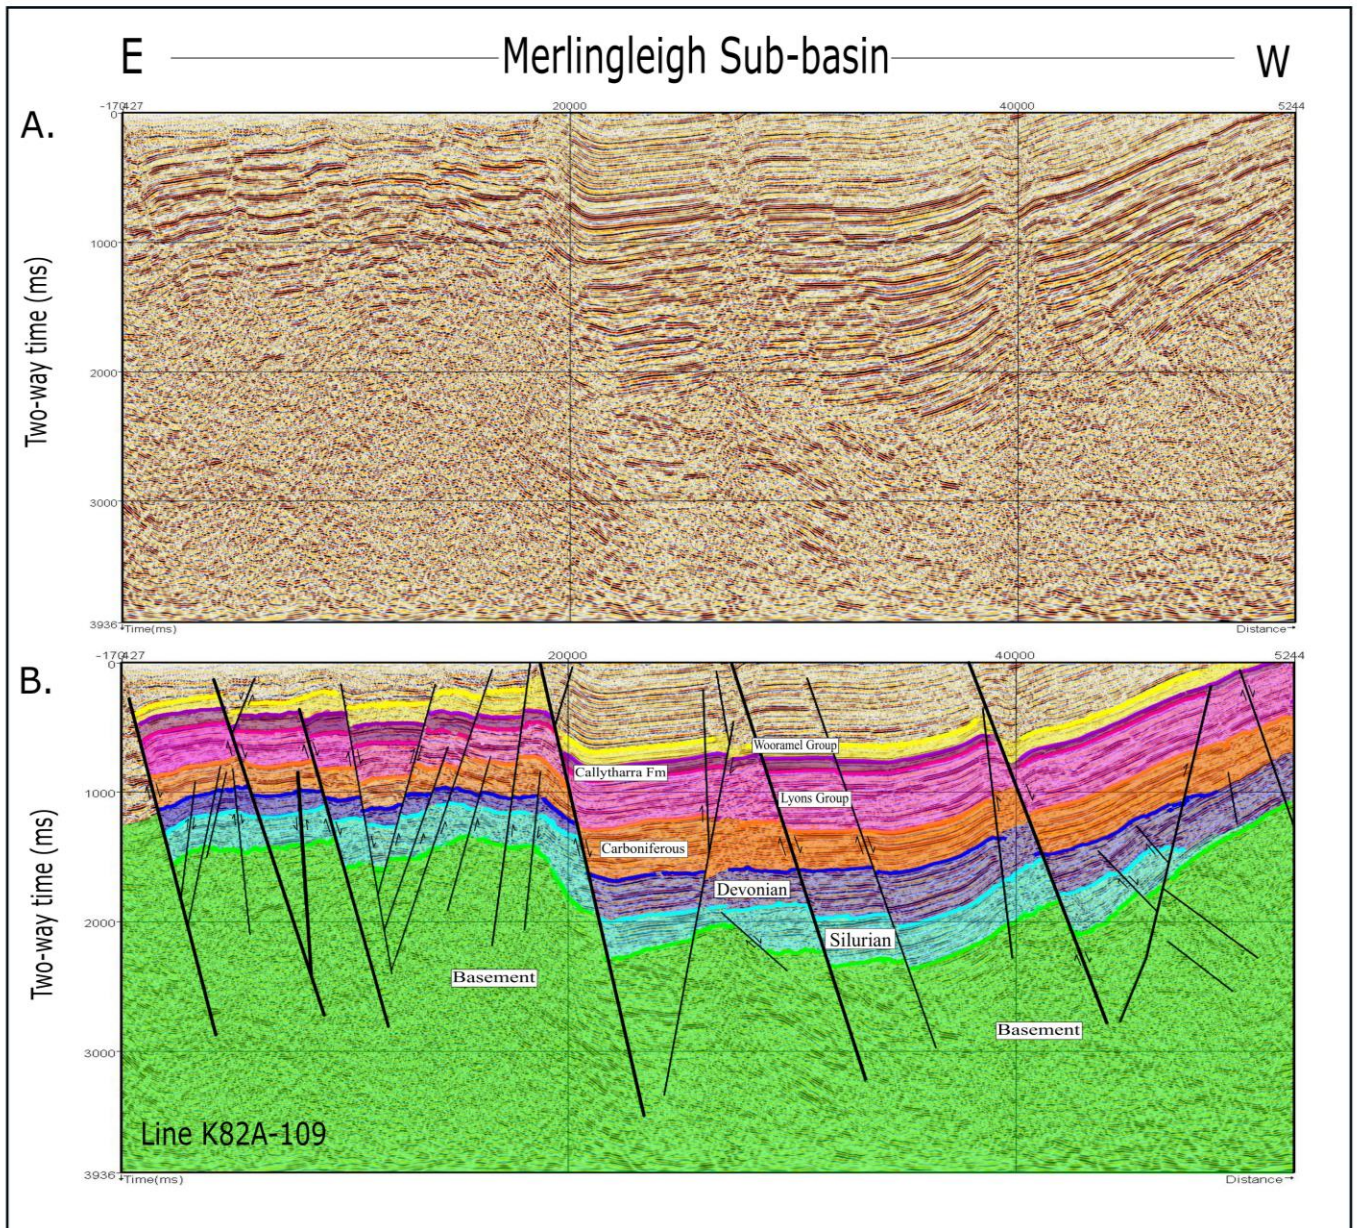 E Merlingleigh Sub-basin W
A.
-170427 20000 40000 5244
0
1000
2000
3000
3936
Two-way time (ms)
Time(ms) Distance
B.
-170427 20000 40000 5244
0
1000
2000
3000
3936
Two-way time (ms)
Wooramel Group
Callytharra Fm
Lyons Group
Carboniferous
Devonian
Silurian
Basement
Basement
Line K82A-109
Time(ms) Distance